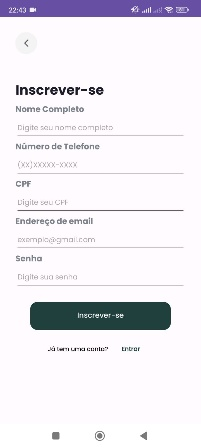 22:43
Inscrever-se
Nome Completo
Digite seu nome completo
Número de Telefone
(XX)XXXXX-XXXX
CPF
Digite seu CPF
Endereço de email
exemplo@gmail.com
Senha
Digite sua senha
Inscrever-se
Já tem uma conta? Entrar